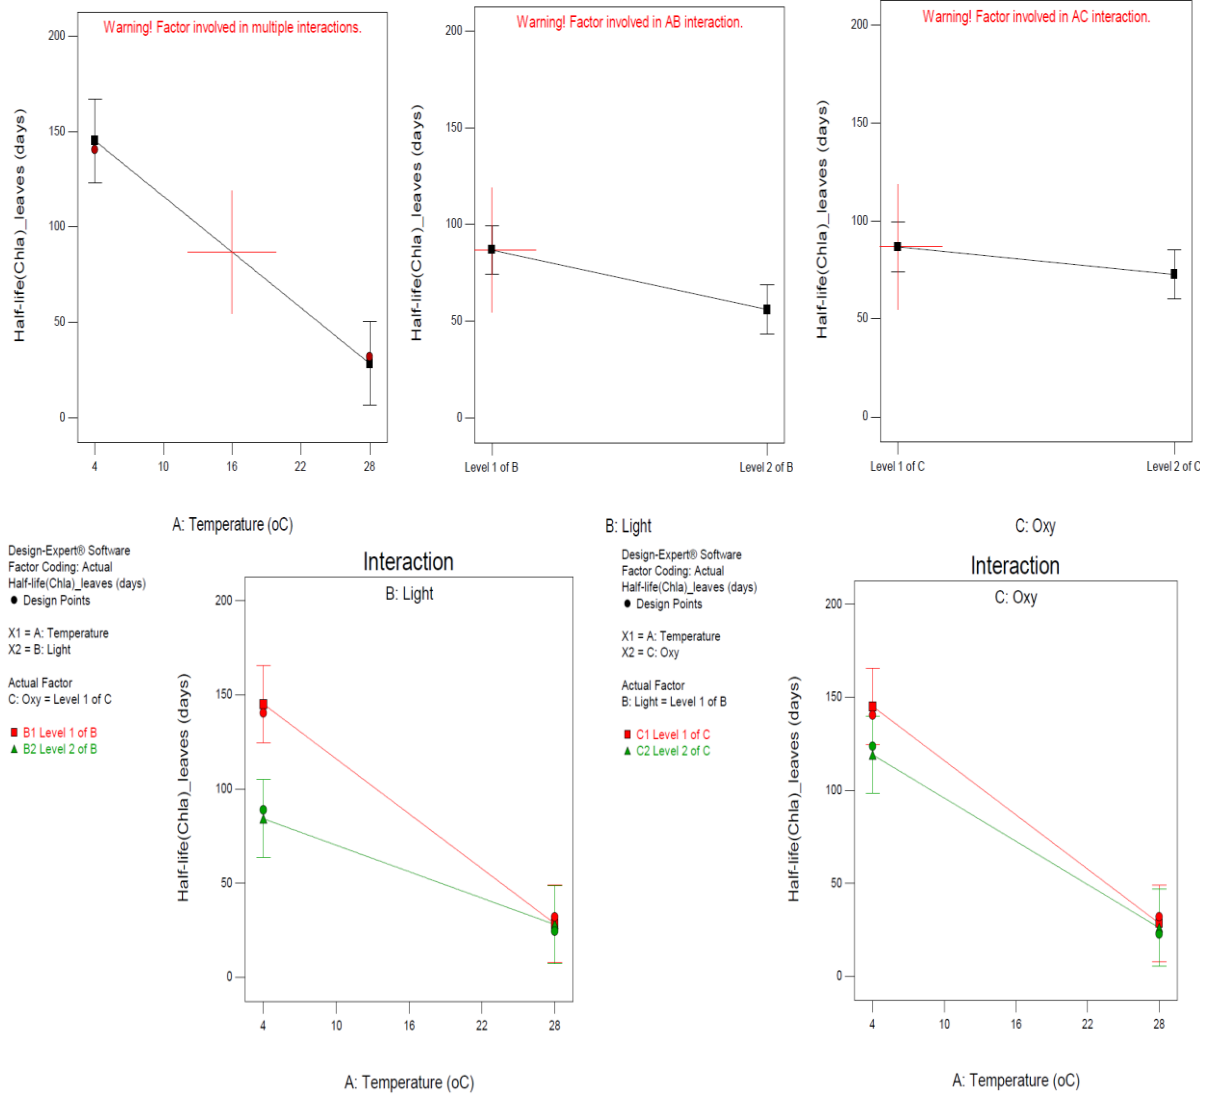 Warning! Factor involved in multiple interactions.
200
150
100
50
0
Half-life(Chla)_leaves (days)
4
10
16
22
28
A: Temperature (oC)
Warning! Factor involved in AB interaction.
200
150
100
50
0
Half-life(Chla)_leaves (days)
Level 1 of B
Level 2 of B
B: Light
Warning! Factor involved in AC interaction.
200
150
100
50
0
Half-life(Chla)_leaves (days)
Level 1 of C
Level 2 of C
C: Oxy
Design-Expert® Software
Factor Coding: Actual
Half-life(Chla)_leaves (days)
Design Points
X1 = A: Temperature
X2 = B: Light
Actual Factor
C: Oxy = Level 1 of C
B1 Level 1 of B
B2 Level 2 of B
Interaction
B: Light
200
150
100
50
0
Half-life(Chla)_leaves (days)
4
10
16
22
28
A: Temperature (oC)
Design-Expert® Software
Factor Coding: Actual
Half-life(Chla)_leaves (days)
Design Points
X1 = A: Temperature
X2 = C: Oxy
Actual Factor
B: Light = Level 1 of B
C1 Level 1 of C
C2 Level 2 of C
Interaction
C: Oxy
200
150
100
50
0
Half-life(Chla)_leaves (days)
4
10
16
22
28
A: Temperature (oC)